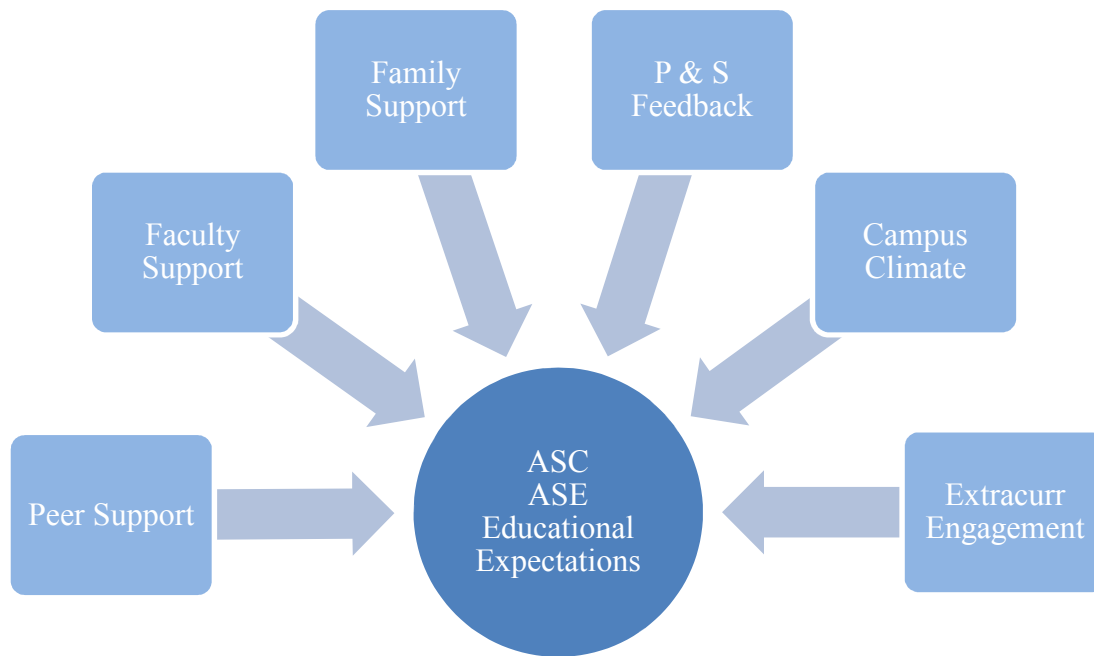 Family
Support
P & S
Feedback
Faculty
Support
Campus
Climate
Peer Support
ASC
ASE
Educational
Expectations
Extracurr
Engagement